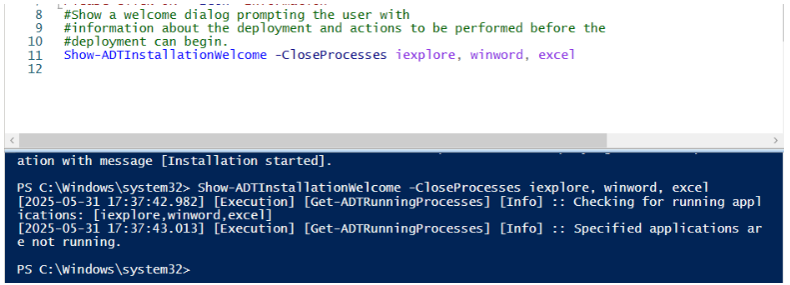 8 #Show a welcome dialog prompting the user with
9 #information about the deployment and actions to be performed before the
10 #deployment can begin.
11 Show-ADTInstallationWelcome -CloseProcesses iexplore, winword, excel
12
ation with message [Installation started].
PS C:\Windows\system32> Show-ADTInstallationWelcome -CloseProcesses iexplore, winword, excel
[2025-05-31 17:37:42.982] [Execution] [Get-ADTRunningProcesses] [Info] :: Checking for running appl
ications: [iexplore,winword,excel]
[2025-05-31 17:37:43.013] [Execution] [Get-ADTRunningProcesses] [Info] :: Specified applications ar
e not running.
PS C:\Windows\system32>